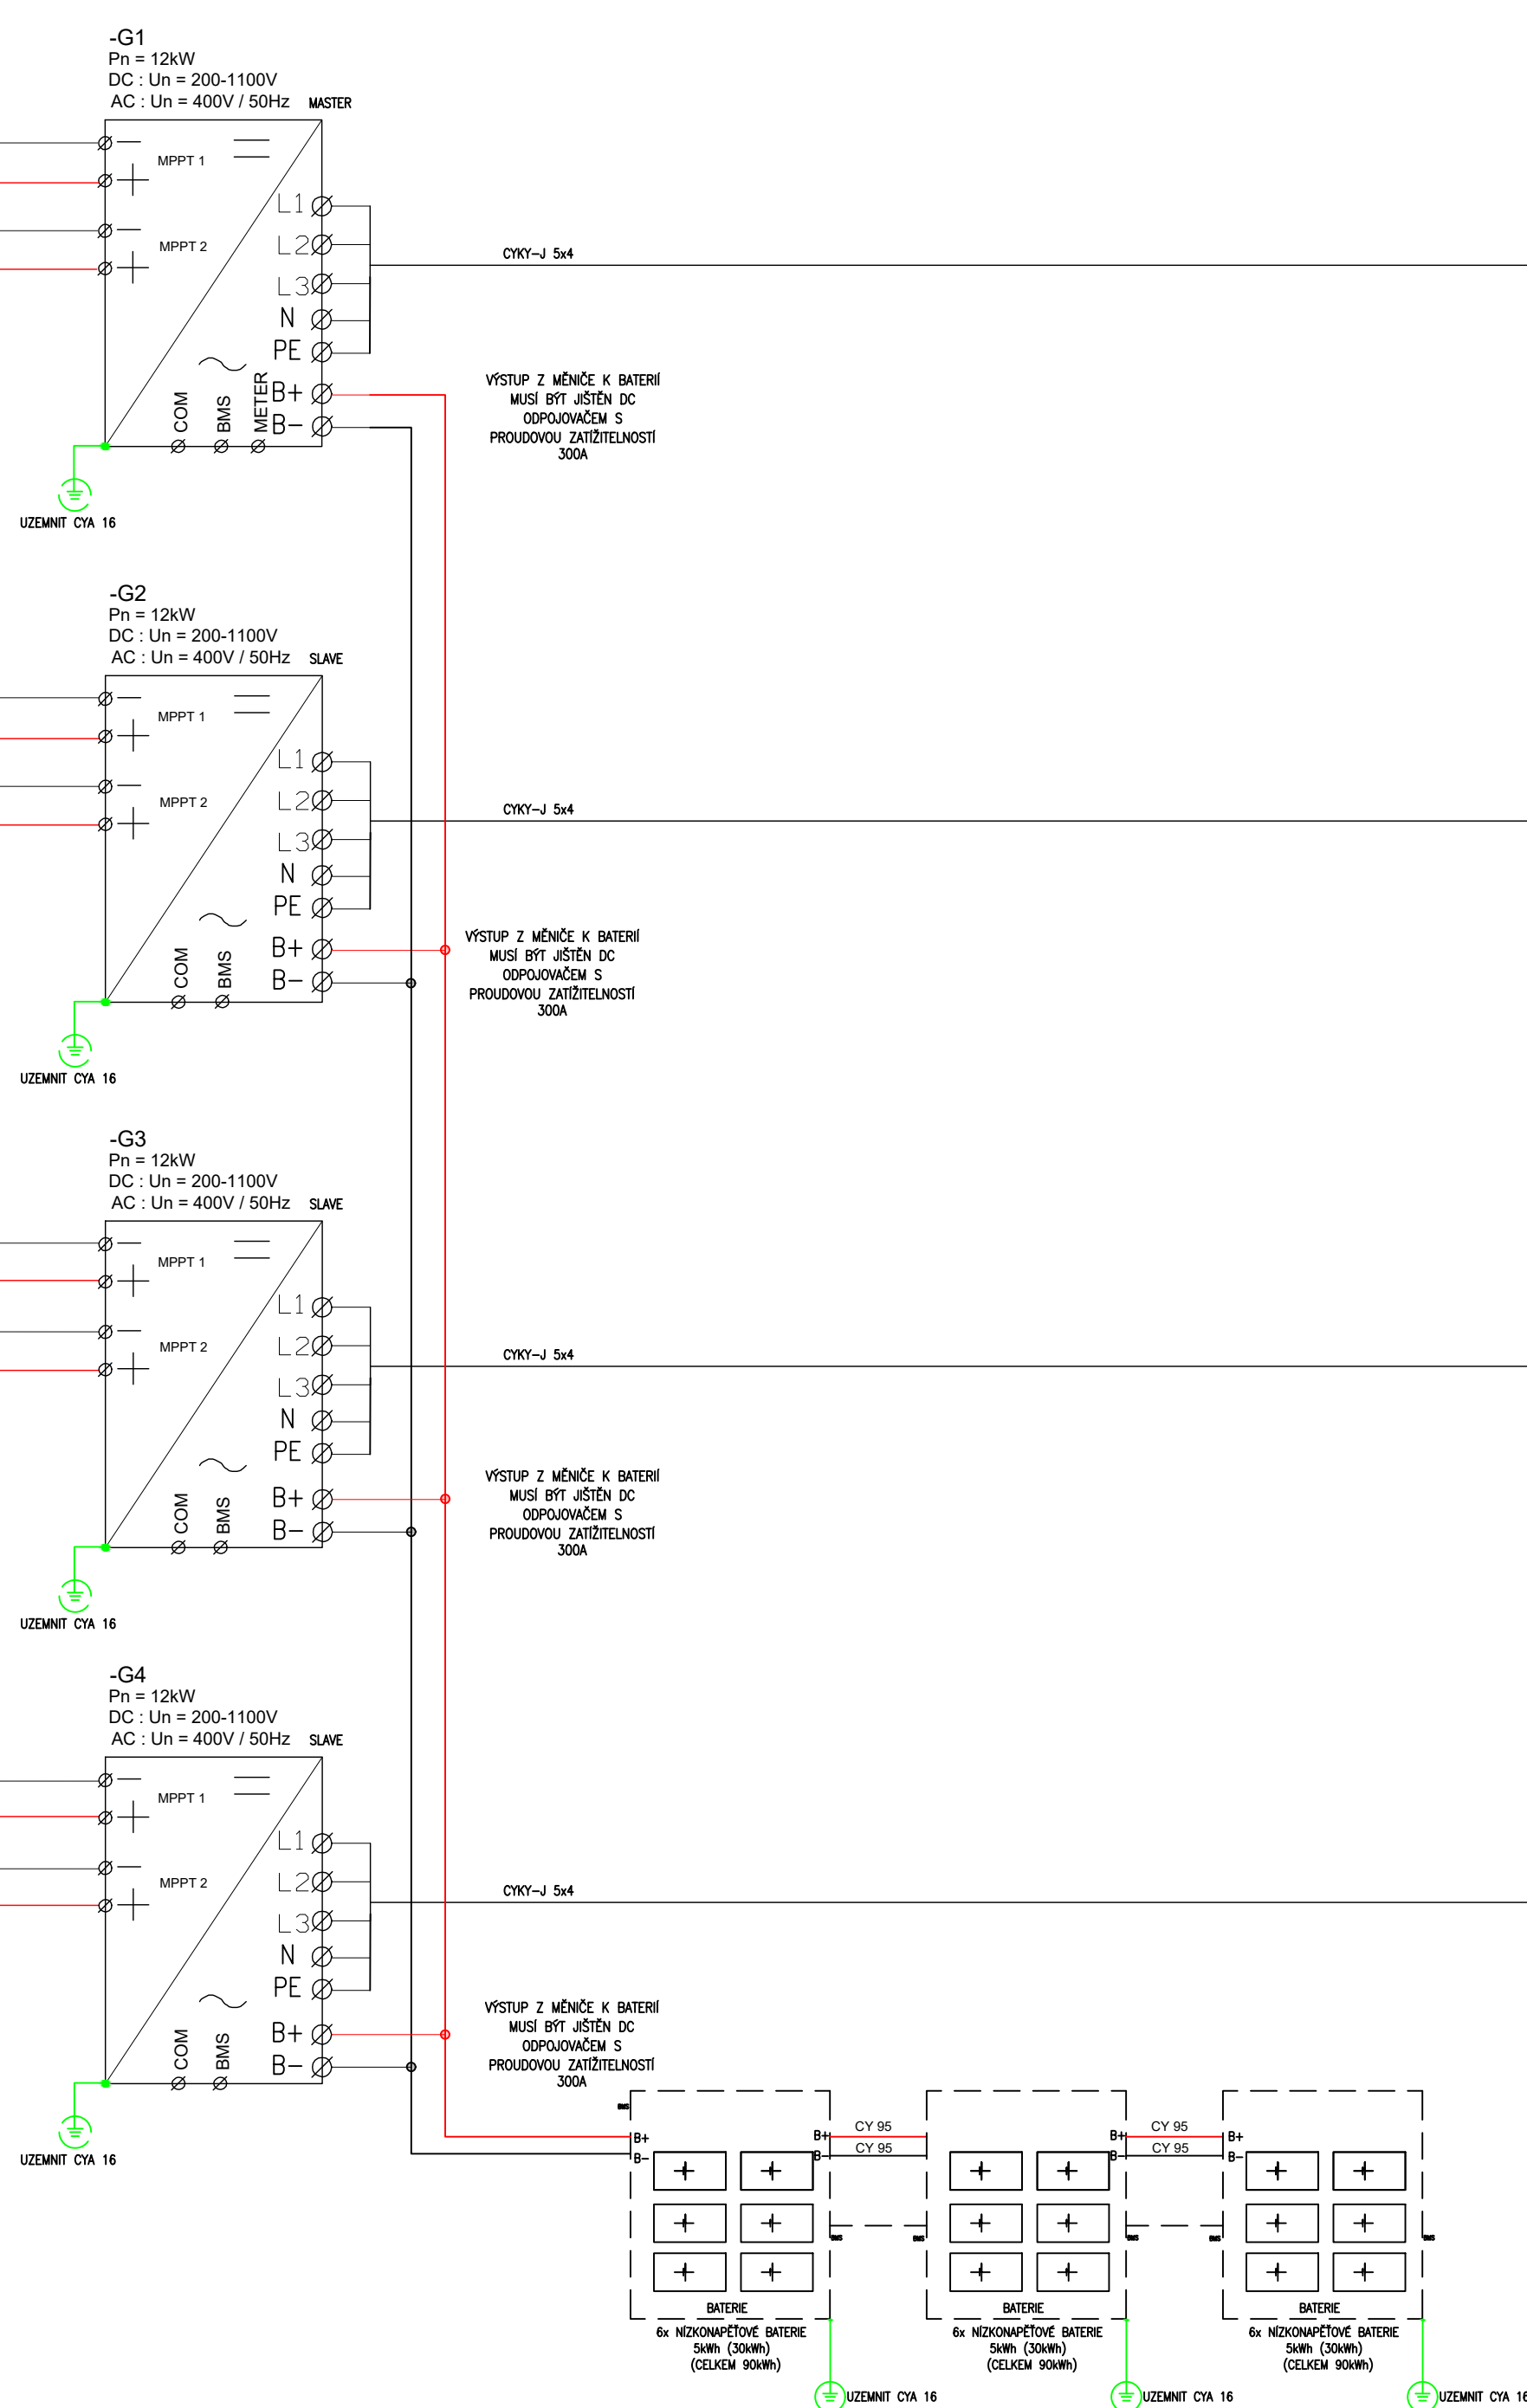 -G1
Pn = 12kW
DC : Un = 200-1100V
AC : Un = 400V / 50Hz MASTER
MPPT 1
L1
MPPT 2
L2
CYKY-J 5x4
L3
N
PE
COM
BMS
METER
B+
B-
VÝSTUP Z MĚNIČE K BATERIÍ
MUSÍ BÝT JIŠTĚN DC
ODPOJOVAČEM S
PROUDOVOU ZATÍŽITELNOSTÍ
300A
UZEMNIT CYA 16
-G2
Pn = 12kW
DC : Un = 200-1100V
AC : Un = 400V / 50Hz SLAVE
MPPT 1
L1
MPPT 2
L2
CYKY-J 5x4
L3
N
PE
COM
BMS
B+
B-
VÝSTUP Z MĚNIČE K BATERIÍ
MUSÍ BÝT JIŠTĚN DC
ODPOJOVAČEM S
PROUDOVOU ZATÍŽITELNOSTÍ
300A
UZEMNIT CYA 16
-G3
Pn = 12kW
DC : Un = 200-1100V
AC : Un = 400V / 50Hz SLAVE
MPPT 1
L1
MPPT 2
L2
CYKY-J 5x4
L3
N
PE
COM
BMS
B+
B-
VÝSTUP Z MĚNIČE K BATERIÍ
MUSÍ BÝT JIŠTĚN DC
ODPOJOVAČEM S
PROUDOVOU ZATÍŽITELNOSTÍ
300A
UZEMNIT CYA 16
-G4
Pn = 12kW
DC : Un = 200-1100V
AC : Un = 400V / 50Hz SLAVE
MPPT 1
L1
MPPT 2
L2
CYKY-J 5x4
L3
N
PE
COM
BMS
B+
B-
VÝSTUP Z MĚNIČE K BATERIÍ
MUSÍ BÝT JIŠTĚN DC
ODPOJOVAČEM S
PROUDOVOU ZATÍŽITELNOSTÍ
300A
UZEMNIT CYA 16
BMS
B+
B-
B+
B-
CY 95
CY 95
B+
B-
CY 95
CY 95
B+
B-
BMS
BMS
BMS
BMS
BMS
BATERIE
6x NÍZKONAPĚŤOVÉ BATERIE
5kWh (30kWh)
(CELKEM 90kWh)
UZEMNIT CYA 16
BATERIE
6x NÍZKONAPĚŤOVÉ BATERIE
5kWh (30kWh)
(CELKEM 90kWh)
UZEMNIT CYA 16
BATERIE
6x NÍZKONAPĚŤOVÉ BATERIE
5kWh (30kWh)
(CELKEM 90kWh)
UZEMNIT CYA 16